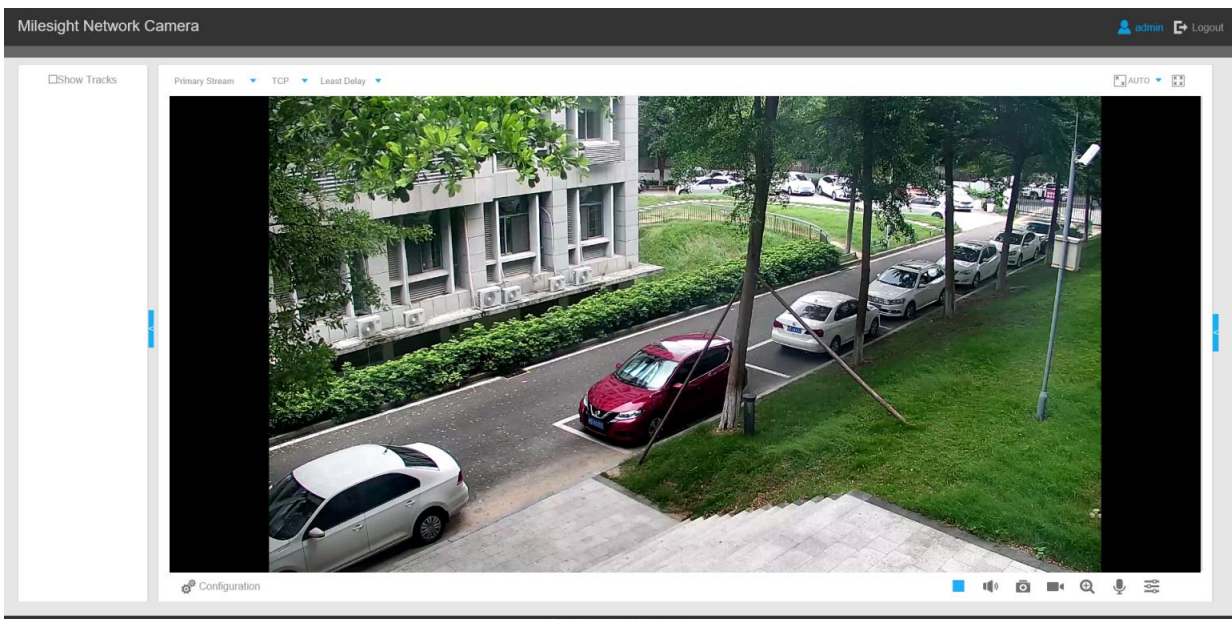 Milesight Network Camera
admin Logout
Show Tracks
Primary Stream TCP Least Delay AUTO
Configuration